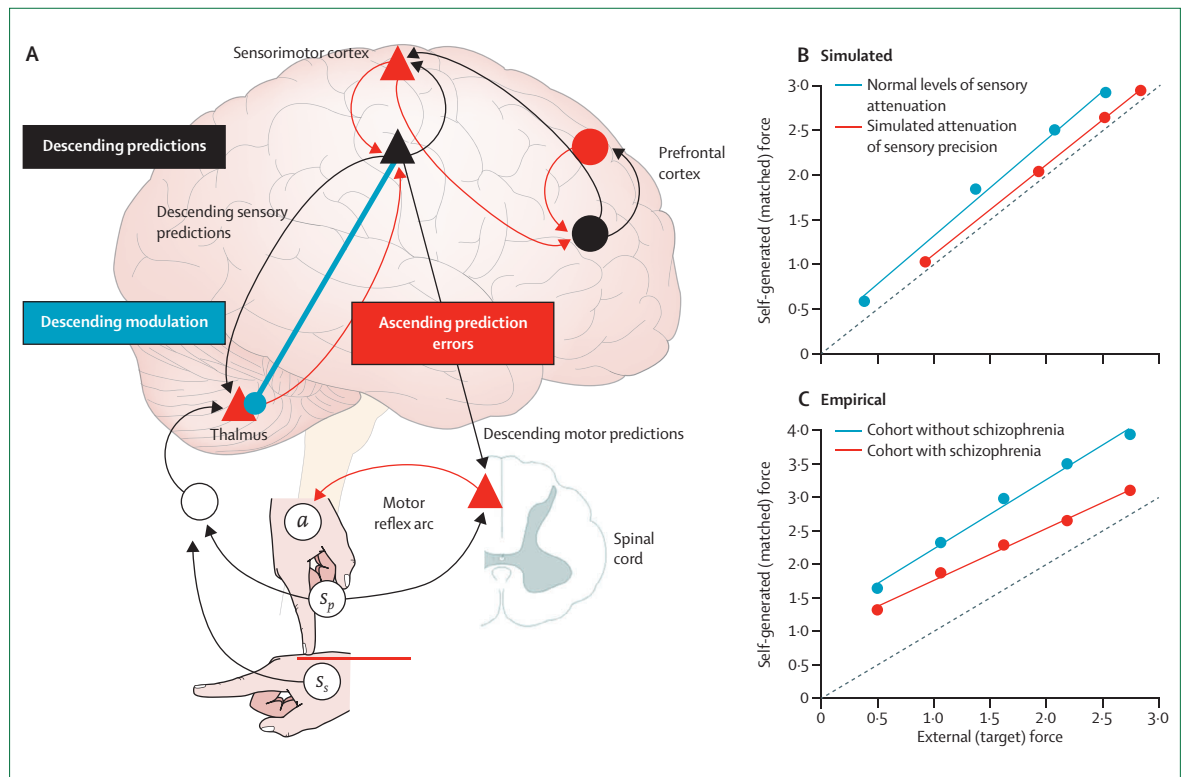 A
Sensorimotor cortex
Descending predictions
Prefrontal
cortex
Descending sensory
predictions
Descending modulation
Ascending prediction
errors
Thalmus
Descending motor predictions
a
Motor
reflex arc
Spinal
cord
Sp
Ss
B Simulated
3·0
2·5
2·0
1·5
1·0
0·5
0
Self-generated (matched) force
Normal levels of sensory
attenuation
Simulated attenuation
of sensory precision
C Empirical
4·0
3·5
3·0
2·5
2·0
1·5
1·0
0·5
0
Self-generated (matched) force
Cohort without schizophrenia
Cohort with schizophrenia
0 0·5 1·0 1·5 2·0 2·5 3·0
External (target) force